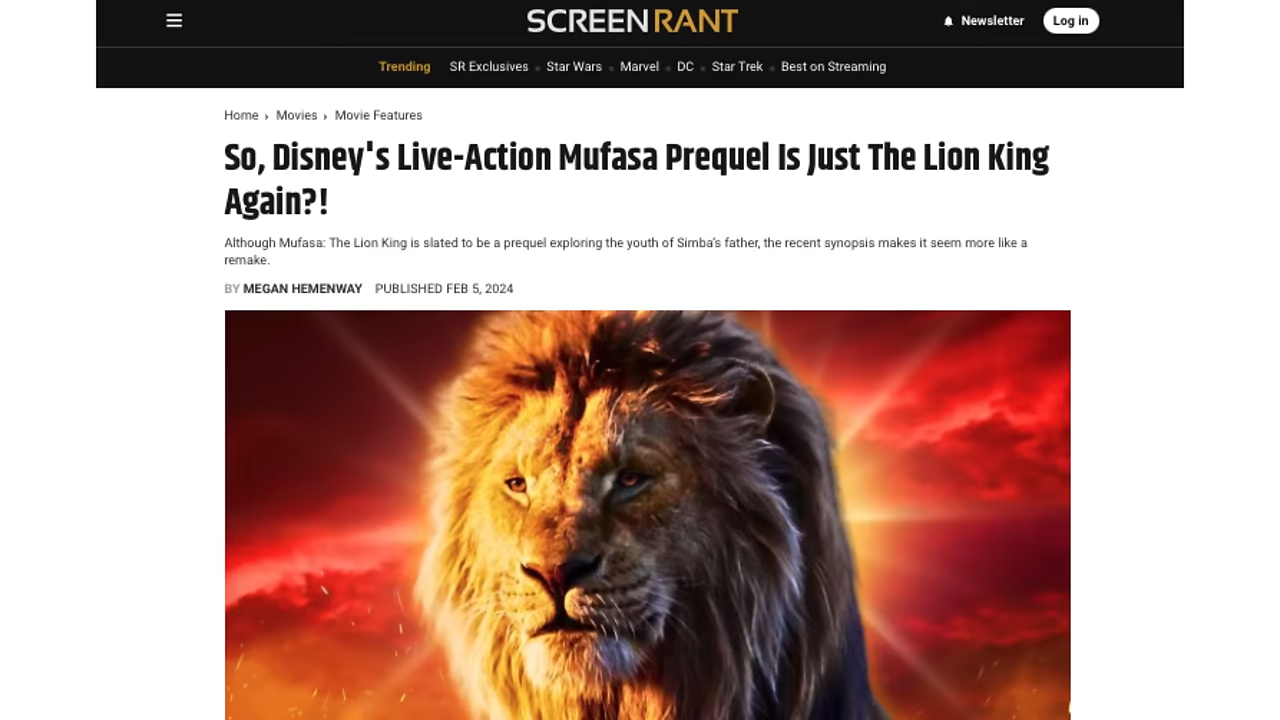 SCREENRANT
Newsletter
Log in
Trending SR Exclusives Star Wars Marvel DC Star Trek Best on Streaming
Home › Movies › Movie Features
So, Disney's Live-Action Mufasa Prequel Is Just The Lion King
Again?!
Although Mufasa: The Lion King is slated to be a prequel exploring the youth of Simba's father, the recent synopsis makes it seem more like a
remake.
BY MEGAN HEMENWAY PUBLISHED FEB 5, 2024